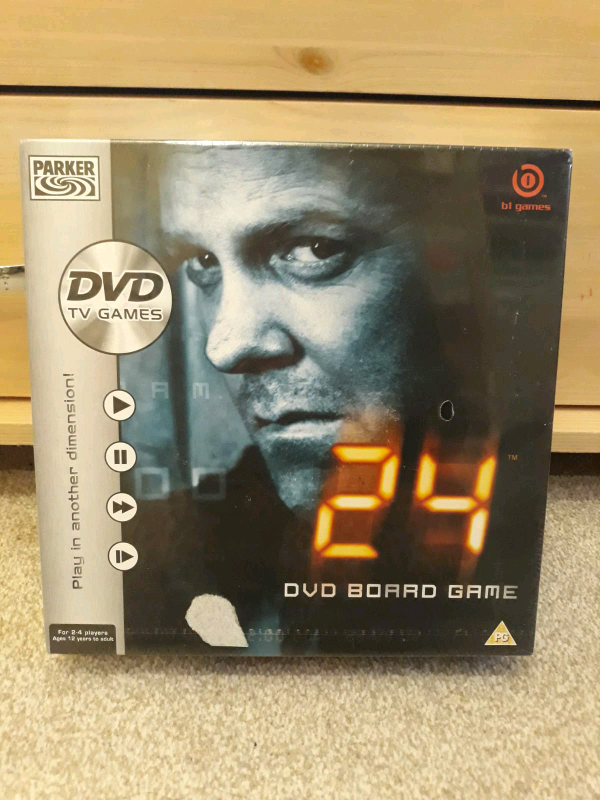 PARKER
b1 games
DVD
TV GAMES
Play in another dimension!
AM
24
TM
DVD BOARD GAME
For 2-4 players
Ages 12 years to adult
PG